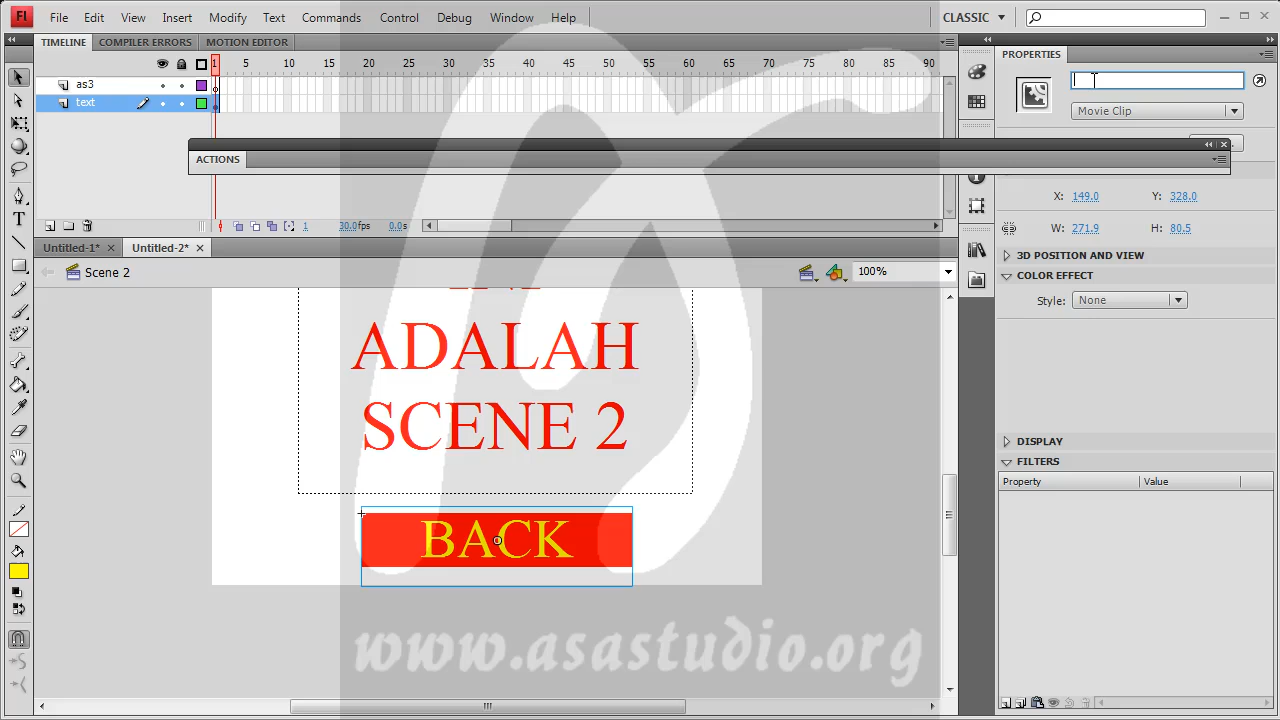 Fl File Edit View Insert Modify Text Commands Control Debug Window Help CLASSIC
TIMELINE COMPILER ERRORS MOTION EDITOR
PROPERTIES
1 5 10 15 20 25 30 35 40 45 50 55 60 65 70 75 80 85 90
as3
text
Movie Clip
ACTIONS
X: 149.0 Y: 328.0
1 30.0fps 0.0s
W: 271.9 H: 80.5
Untitled-1* Untitled-2*
3D POSITION AND VIEW
Scene 2 100%
COLOR EFFECT
Style: None
ADALAH
SCENE 2
DISPLAY
FILTERS
Property Value
BACK
www.asastudio.org